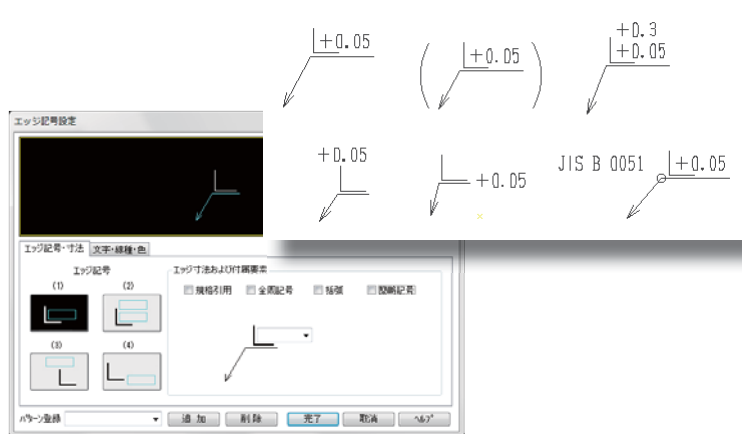 +0.05
+0.05
+0.3
+0.05
+0.05
+0.05
JIS B 0051
+0.05
エッジ記号設定
エッジ記号・寸法
文字・線種・色
エッジ記号
(1)
(2)
(3)
(4)
エッジ寸法および付属要素
規格引用
全周記号
括弧
簡略記号
パターン登録
追加
削除
完了
取消
ヘルプ